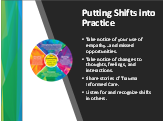 Putting Shifts into
Practice
• Take notice of your use of
empathy…and missed
opportunities.
• Take notice of changes to
thoughts, feelings, and
interactions.
• Share stories of Trauma
Informed Care.
• Listen for and recognize shifts
in others.